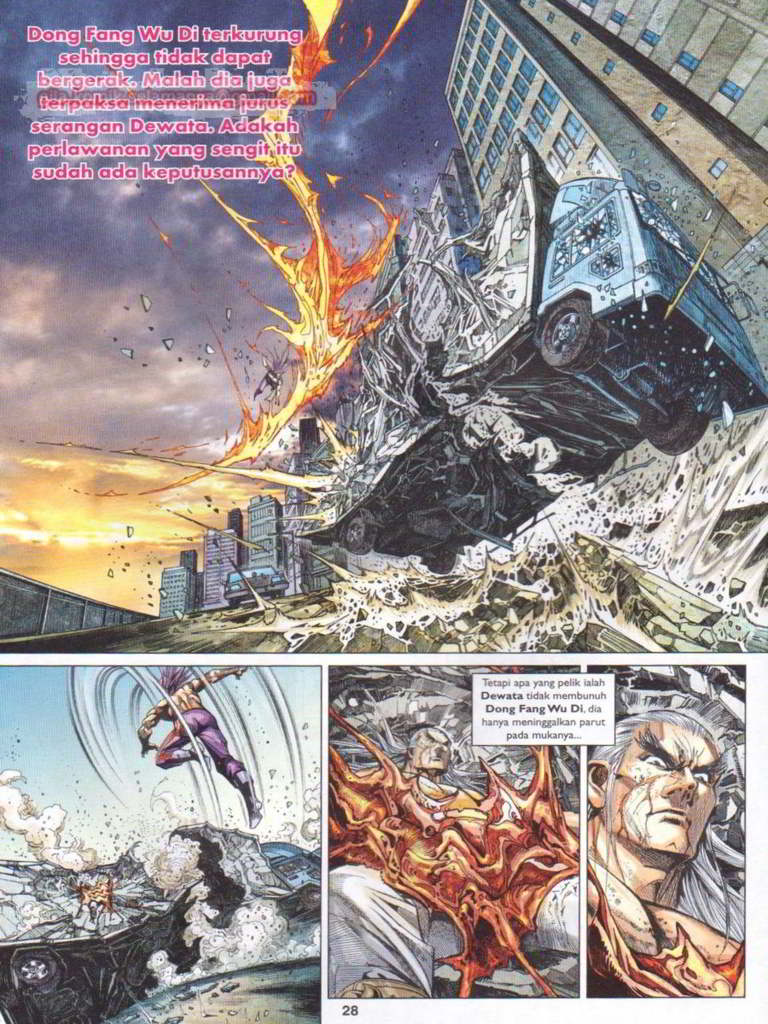 Dong Fang Wu Di terkurung
sehingga tidak dapat
bergerak. Malah dia juga
terpaksa menerima jurus
serangan Dewata. Adakah
perlawanan yang sengit itu
sudah ada keputusannya?
Tetapi apa yang pelik ialah
Dewata tidak membunuh
Dong Fang Wu Di, dia
hanya meninggalkan parut
pada mukanya...
28